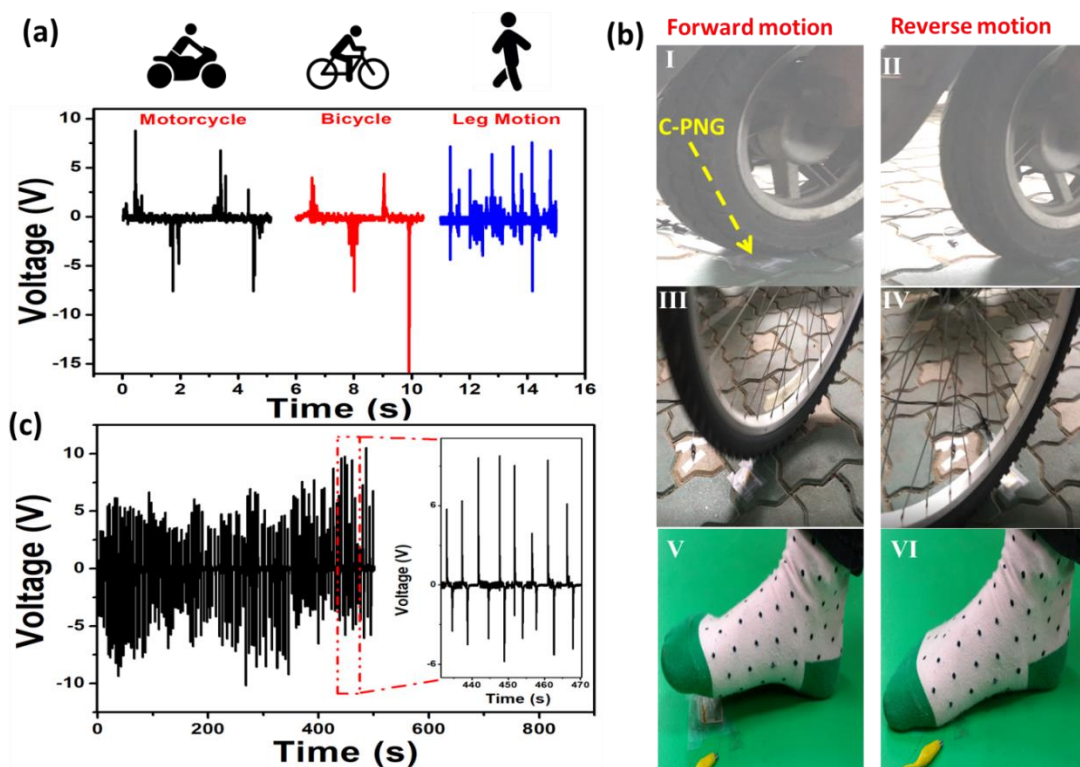 (a)
Motorcycle Bicycle Leg Motion
10
5
0
-5
-10
-15
Voltage (V)
0 2 4 6 8 10 12 14 16
Time (s)
(b)
Forward motion Reverse motion
I II
C-PNG
III IV
V VI
(c)
10
5
0
-5
-10
Voltage (V)
0 200 400 600 800
Time (s)
6
0
-6
Voltage (V)
440 450 460 470
Time (s)